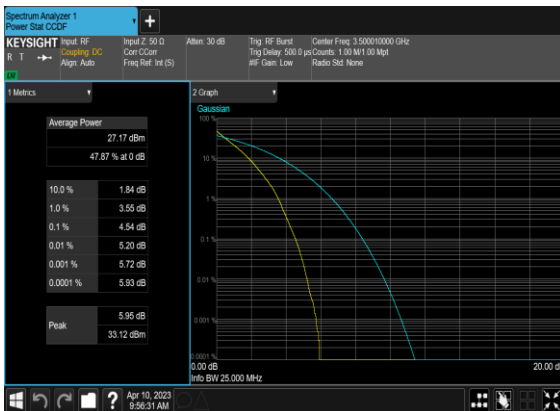 Spectrum Analyzer 1
Power Stat CCDF
+
KEYSIGHT
R T
LV
Input: RF
Coupling: DC
Align: Auto
Input Z: 50 Ω
Corr CCorr
Freq Ref: Int (S)
Atten: 30 dB
Trig: RF Burst
Trig Delay: 500.0 µs
#IF Gain: Low
Center Freq: 3.500010000 GHz
Counts: 1.00 M/1.00 Mpt
Radio Std: None
1 Metrics
Average Power
27.17 dBm
47.87 % at 0 dB
10.0 % 1.84 dB
1.0 % 3.55 dB
0.1 % 4.54 dB
0.01 % 5.20 dB
0.001 % 5.72 dB
0.0001 % 5.93 dB
Peak
5.95 dB
33.12 dBm
2 Graph
Gaussian
100 %
10 %
1 %
0.1 %
0.01 %
0.001 %
0.0001 %
0.00 dB
20.00 d
Info BW 25.000 MHz
?
Apr 10, 2023
9:56:31 AM